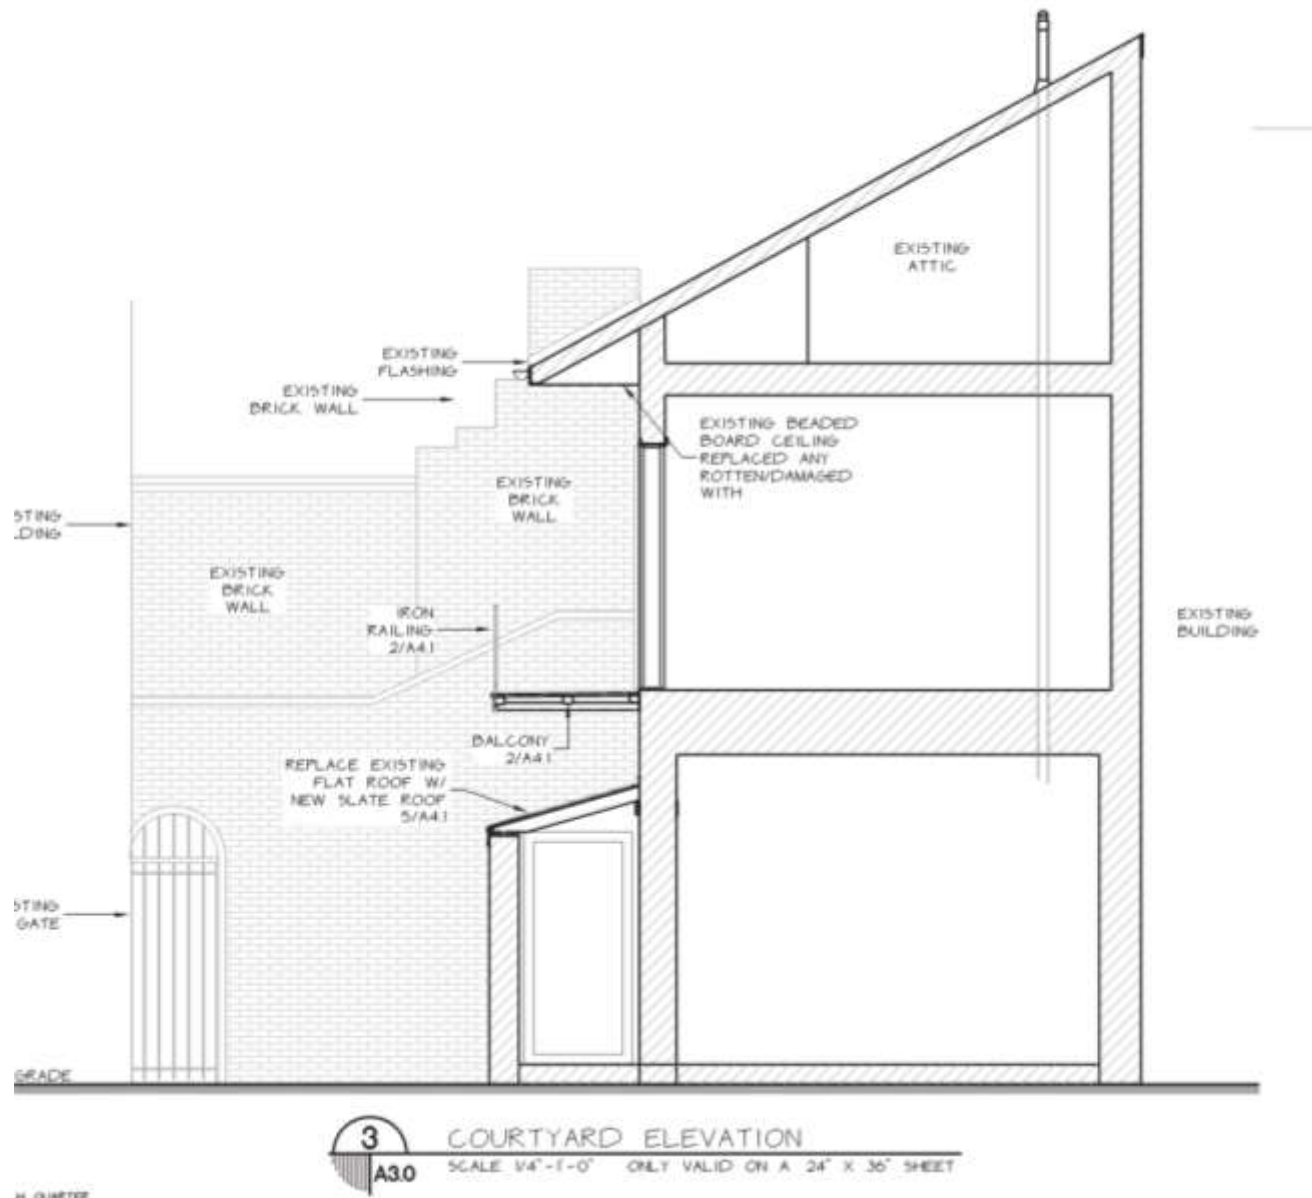 EXISTING
ATTIC
EXISTING
FLASHING
EXISTING
BRICK WALL
EXISTING BEADED
BOARD CEILING
REPLACED ANY
ROTTEN/DAMAGED
WITH
EXISTING
BRICK
WALL
STING
LDING
EXISTING
BRICK
WALL
IRON
RAILING
2/A4.1
EXISTING
BUILDING
BALCONY
2/A4.1
REPLACE EXISTING
FLAT ROOF W/
NEW SLATE ROOF
5/A4.1
STING
GATE
GRADE
3
A3.0
COURTYARD ELEVATION
SCALE 1/4"-1'-0" ONLY VALID ON A 24" X 36" SHEET
QUARTER